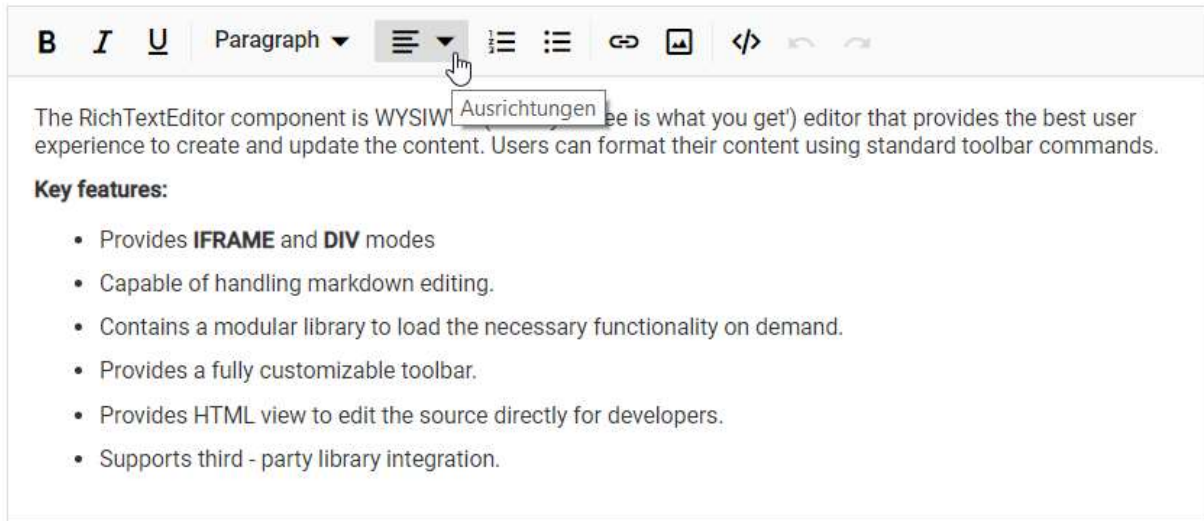 B I U Paragraph
Ausrichtungen
The RichTextEditor component is ee is what you get') editor that provides the best user
experience to create and update the content. Users can format their content using standard toolbar commands.
Key features:
Provides IFRAME and DIV modes
Capable of handling markdown editing.
Contains a modular library to load the necessary functionality on demand.
Provides a fully customizable toolbar.
Provides HTML view to edit the source directly for developers.
Supports third - party library integration.